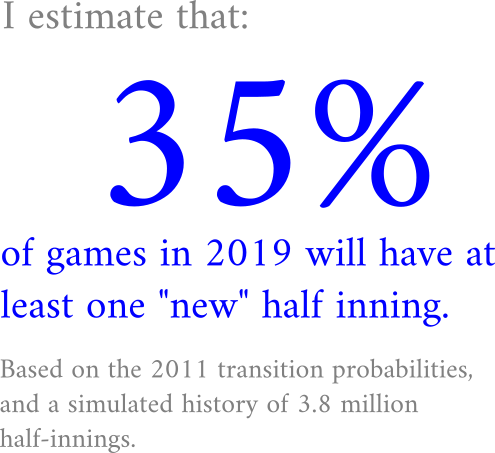 I estimate that:
35%
of games in 2019 will have at
least one "new" half inning.
Based on the 2011 transition probabilities,
and a simulated history of 3.8 million
half-innings.